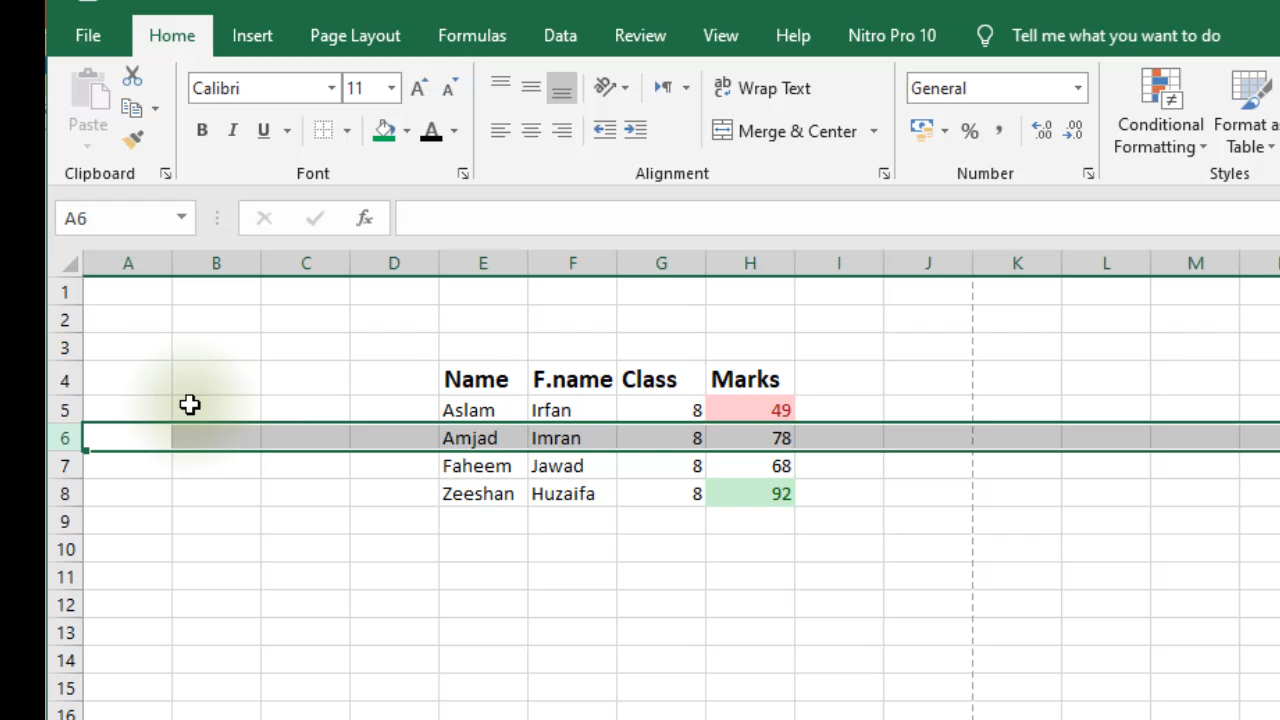 File Home Insert Page Layout Formulas Data Review View Help Nitro Pro 10 Tell me what you want to do
Calibri 11 Wrap Text General
Paste Merge & Center % Conditional Formatting Format as Table
Clipboard Font Alignment Number Styles
A6 fx
A B C D E F G H I J K L M
1
2
3
4 Name F.name Class Marks
5 Aslam Irfan 8 49
6 Amjad Imran 8 78
7 Faheem Jawad 8 68
8 Zeeshan Huzaifa 8 92
9
10
11
12
13
14
15
16